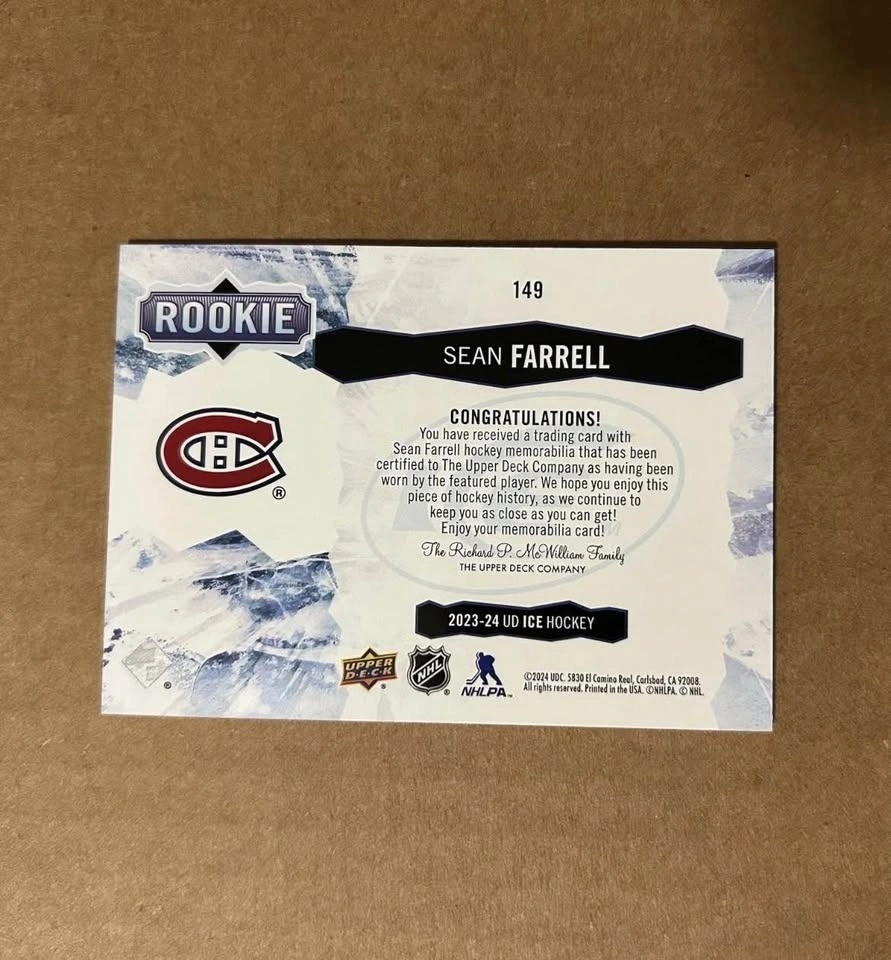 149
ROOKIE
SEAN FARRELL
CONGRATULATIONS!
You have received a trading card with
Sean Farrell hockey memorabilia that has been
certified to The Upper Deck Company as having been
worn by the featured player. We hope you enjoy this
piece of hockey history, as we continue to
keep you as close as you can get!
Enjoy your memorabilia card!
The Richard P. McWilliam Family
THE UPPER DECK COMPANY
2023-24 UD ICE HOCKEY
UPPER
D·E·C·K
NHL
NHLPA
©2024 UDC. 5830 El Camino Real, Carlsbad, CA 92008.
All rights reserved. Printed in the USA. ©NHLPA. © NHL.